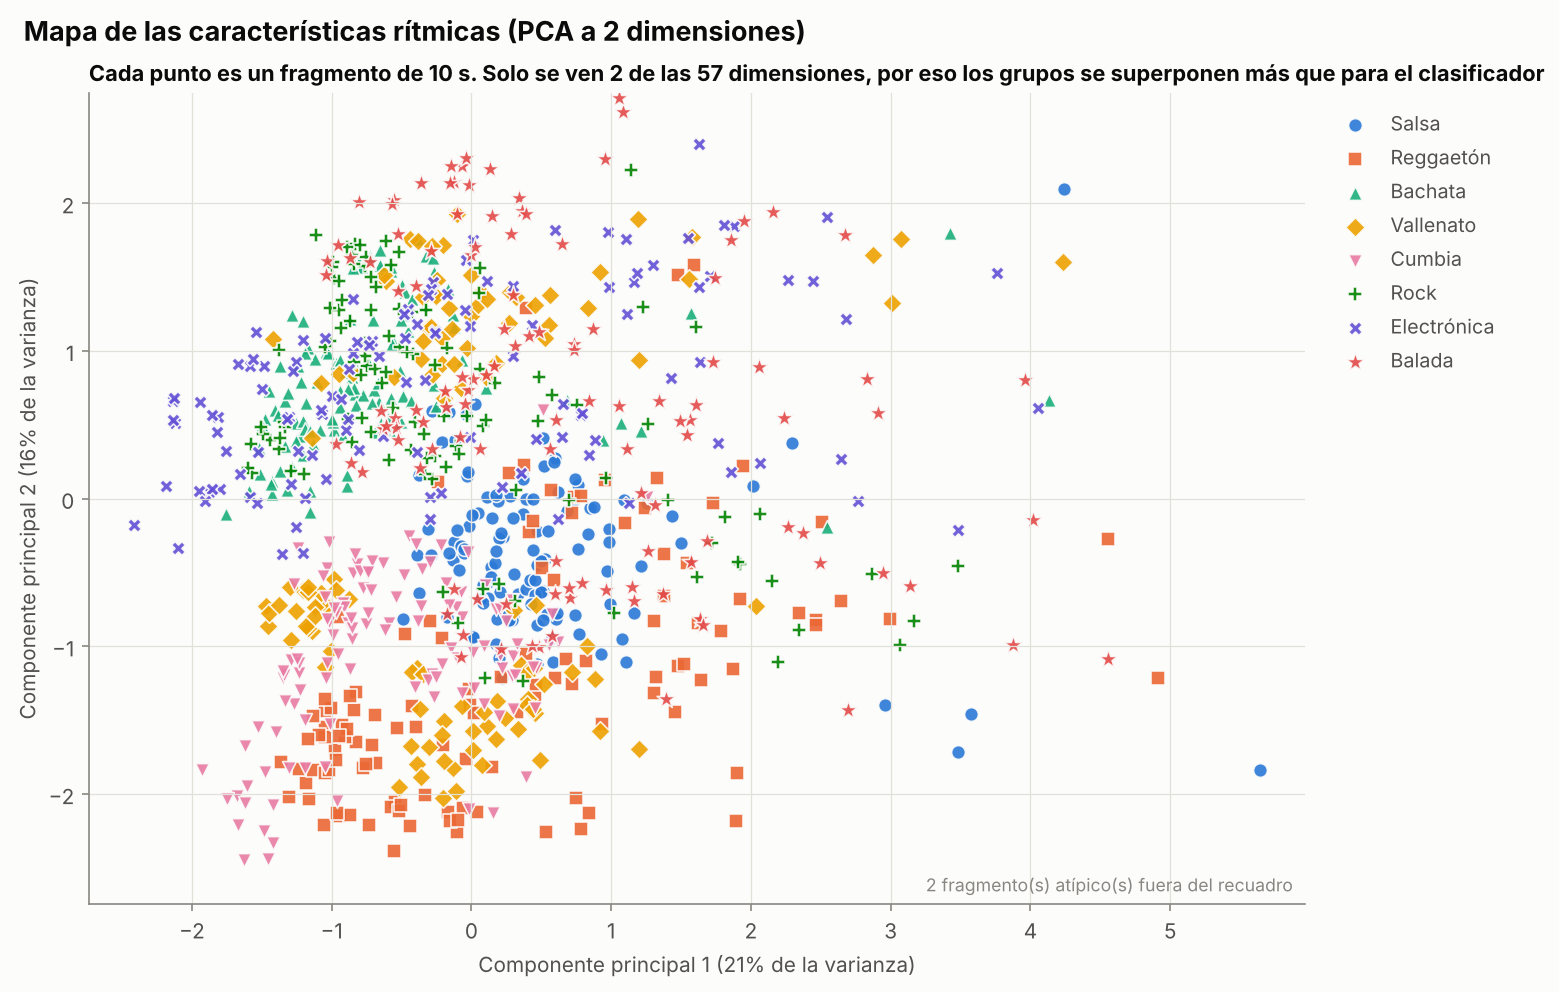 Mapa de las características rítmicas (PCA a 2 dimensiones)
Cada punto es un fragmento de 10 s. Solo se ven 2 de las 57 dimensiones, por eso los grupos se superponen más que para el clasificador
Salsa
Reggaetón
Bachata
Vallenato
Cumbia
Rock
Electrónica
Balada
Componente principal 2 (16% de la varianza)
2
1
0
−1
−2
2 fragmento(s) atípico(s) fuera del recuadro
−2
−1
0
1
2
3
4
5
Componente principal 1 (21% de la varianza)